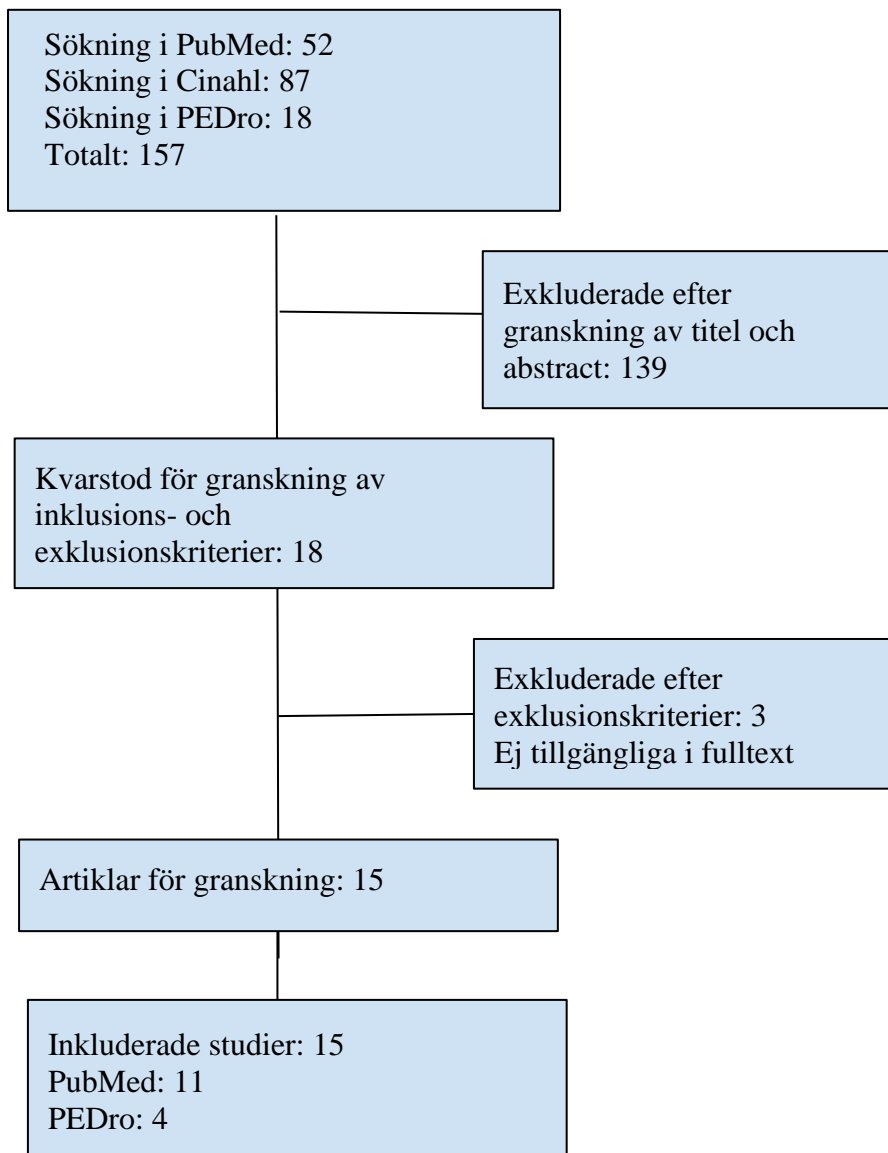 Sökning i PubMed: 52
Sökning i Cinahl: 87
Sökning i PEDro: 18
Totalt: 157
Exkluderade efter
granskning av titel och
abstract: 139
Kvarstod för granskning av
inklusions- och
exklusionskriterier: 18
Exkluderade efter
exklusionskriterier: 3
Ej tillgängliga i fulltext
Artiklar för granskning: 15
Inkluderade studier: 15
PubMed: 11
PEDro: 4